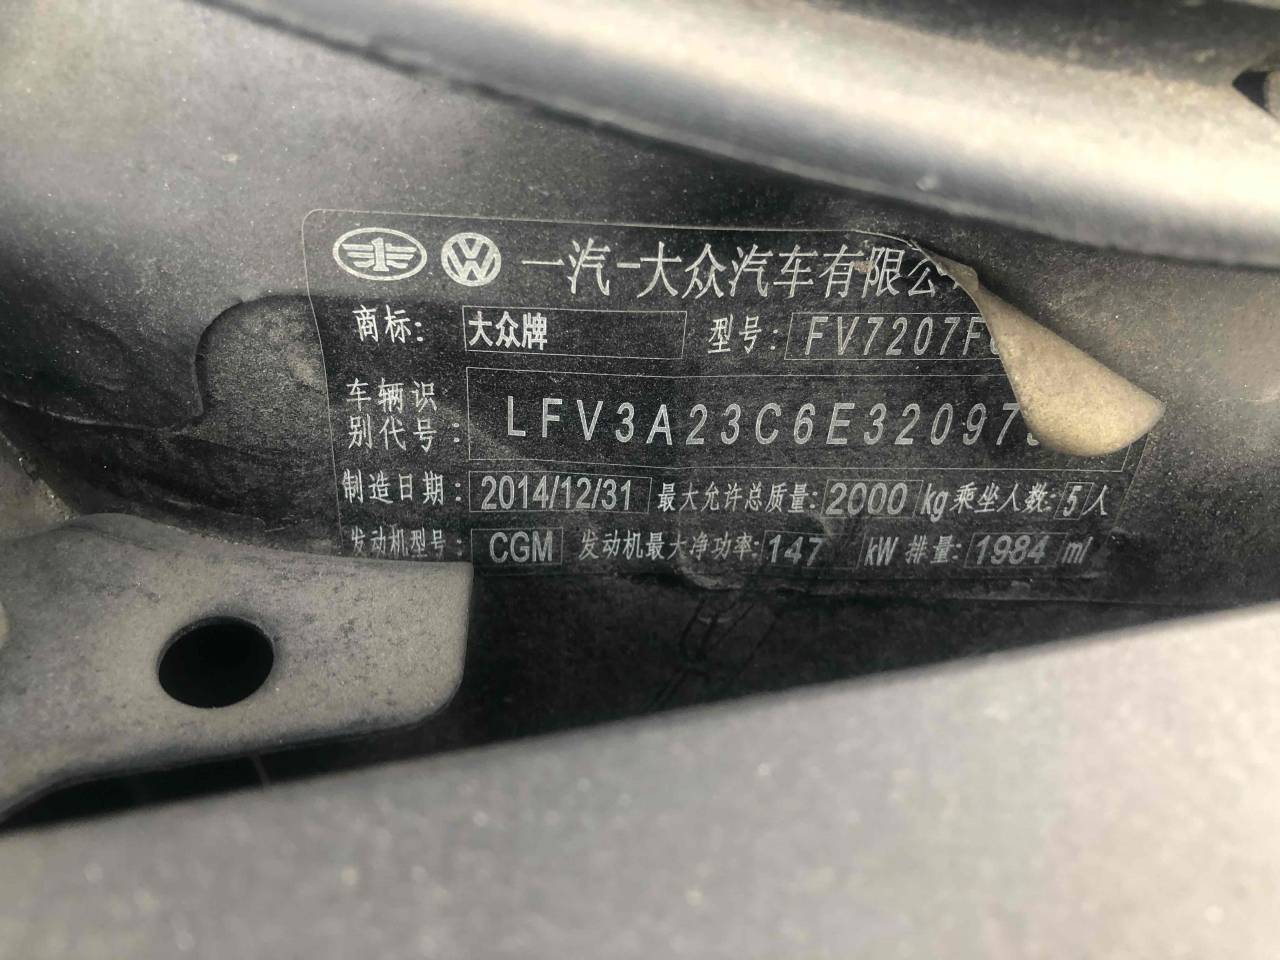 一汽-大众汽车有限公
商标: 大众牌 型号: FV7207F
车辆识
别代号: LFV3A23C6E32097
制造日期: 2014/12/31 最大允许总质量: 2000 kg 乘坐人数: 5 人
发动机型号: CGM 发动机最大净功率: 147 kW 排量: 1984 ml